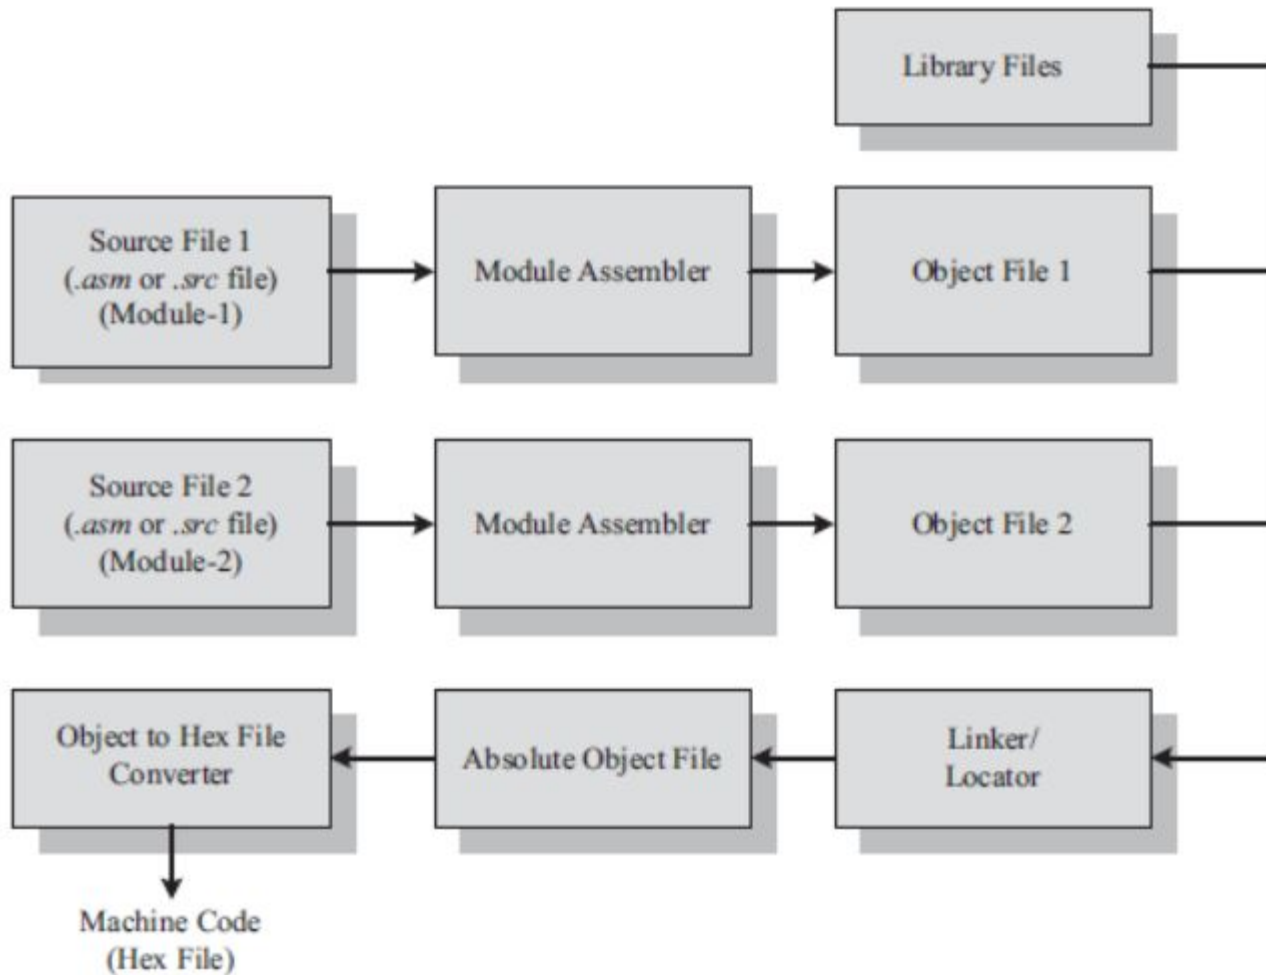 Library Files
Source File 1
(.asm or .src file)
(Module-1)
Module Assembler
Object File 1
Source File 2
(.asm or .src file)
(Module-2)
Module Assembler
Object File 2
Object to Hex File
Converter
Absolute Object File
Linker/
Locator
Machine Code
(Hex File)